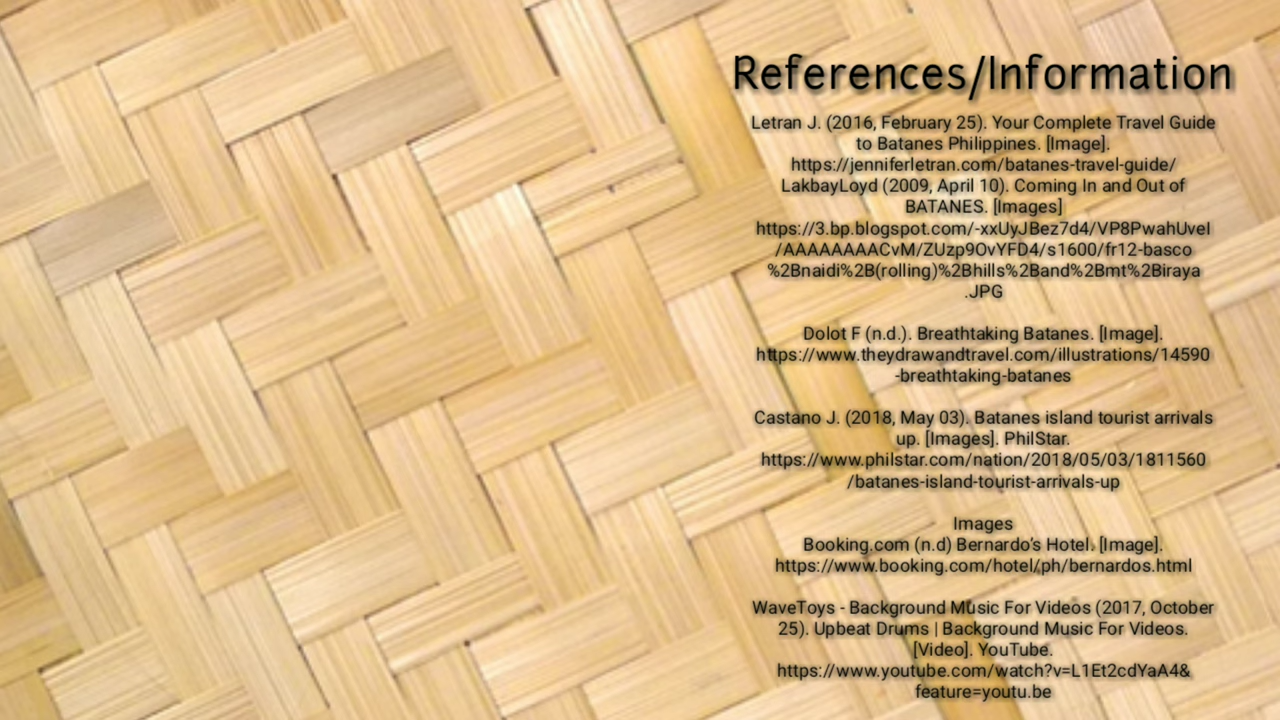 References/Information
Letran J. (2016, February 25). Your Complete Travel Guide
to Batanes Philippines. [Image].
https://jenniferletran.com/batanes-travel-guide/
LakbayLoyd (2009, April 10). Coming In and Out of
BATANES. [Images]
https://3.bp.blogspot.com/-xxUyJBez7d4/VP8PwahUveI
/AAAAAAAACvM/ZUzp9OvYFD4/s1600/fr12-basco
%2Bnaidi%2B(rolling)%2Bhills%2Band%2Bmt%2Biraya
.JPG
Dolot F (n.d.). Breathtaking Batanes. [Image].
https://www.theydrawandtravel.com/illustrations/14590
-breathtaking-batanes
Castano J. (2018, May 03). Batanes island tourist arrivals
up. [Images]. PhilStar.
https://www.philstar.com/nation/2018/05/03/1811560
/batanes-island-tourist-arrivals-up
Images
Booking.com (n.d) Bernardo's Hotel. [Image].
https://www.booking.com/hotel/ph/bernardos.html
WaveToys - Background Music For Videos (2017, October
25). Upbeat Drums | Background Music For Videos.
[Video]. YouTube.
https://www.youtube.com/watch?v=L1Et2cdYaA4&
feature=youtu.be